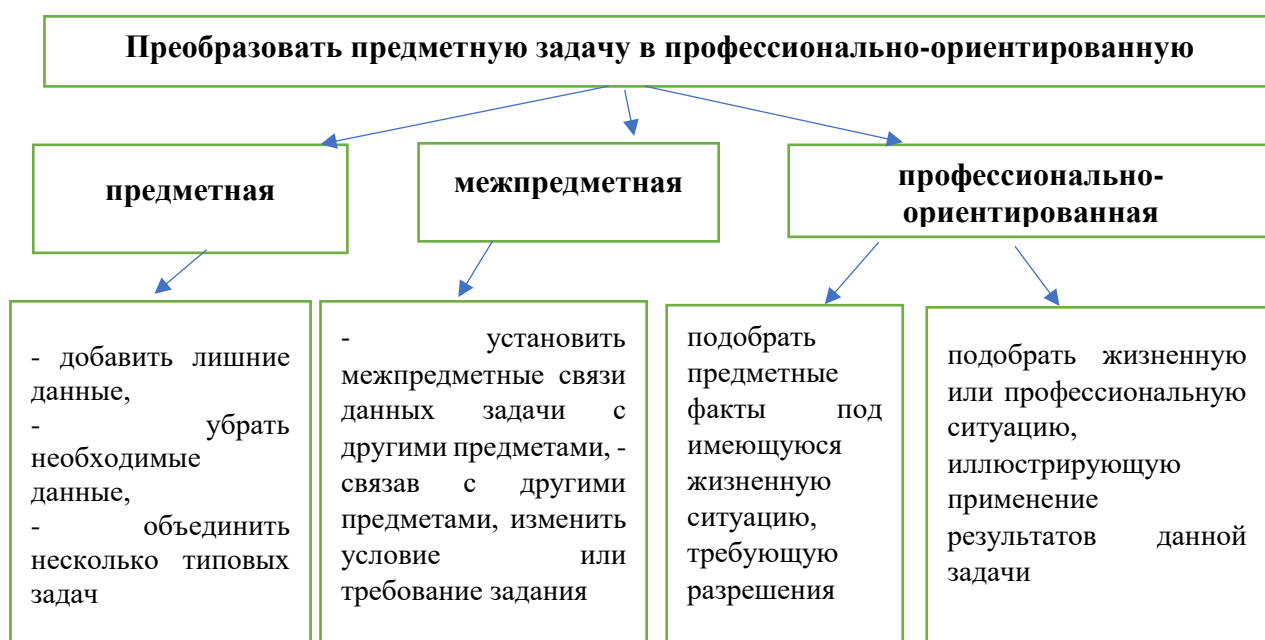 Преобразовать предметную задачу в профессионально-ориентированную
предметная
межпредметная
профессионально-
ориентированная
- добавить лишние
данные,
- убрать
необходимые
данные,
- объединить
несколько типовых
задач
- установить
межпредметные связи
данных задачи с
другими предметами, -
связав с другими
предметами, изменить
условие или
требование задания
подобрать
предметные
факты под
имеющуюся
жизненную
ситуацию,
требующую
разрешения
подобрать жизненную
или профессиональную
ситуацию,
иллюстрирующую
применение
результатов данной
задачи